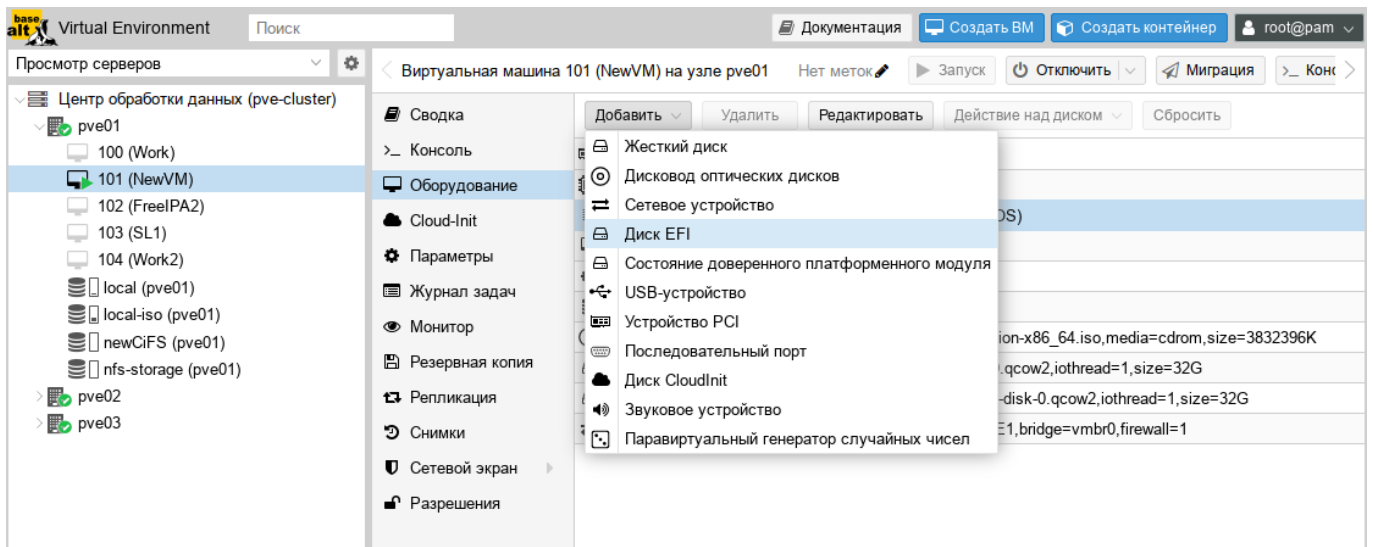 base alt Virtual Environment Поиск Документация Создать ВМ Создать контейнер root@pam
Просмотр серверов
Виртуальная машина 101 (NewVM) на узле pve01 Нет меток Запуск Отключить Миграция >_ Конс
Центр обработки данных (pve-cluster)
pve01
100 (Work)
101 (NewVM)
102 (FreeIPA2)
103 (SL1)
104 (Work2)
local (pve01)
local-iso (pve01)
newCiFS (pve01)
nfs-storage (pve01)
pve02
pve03
Сводка
>_ Консоль
Оборудование
Cloud-Init
Параметры
Журнал задач
Монитор
Резервная копия
Репликация
Снимки
Сетевой экран
Разрешения
Добавить Удалить Редактировать Действие над диском Сбросить
Жесткий диск
Дисковод оптических дисков
Сетевое устройство
Диск EFI
Состояние доверенного платформенного модуля
USB-устройство
Устройство PCI
Последовательный порт
Диск CloudInit
Звуковое устройство
Паравиртуальный генератор случайных чисел
OS)
ion-x86_64.iso,media=cdrom,size=3832396K
.qcow2,iothread=1,size=32G
-disk-0.qcow2,iothread=1,size=32G
E1,bridge=vmbr0,firewall=1